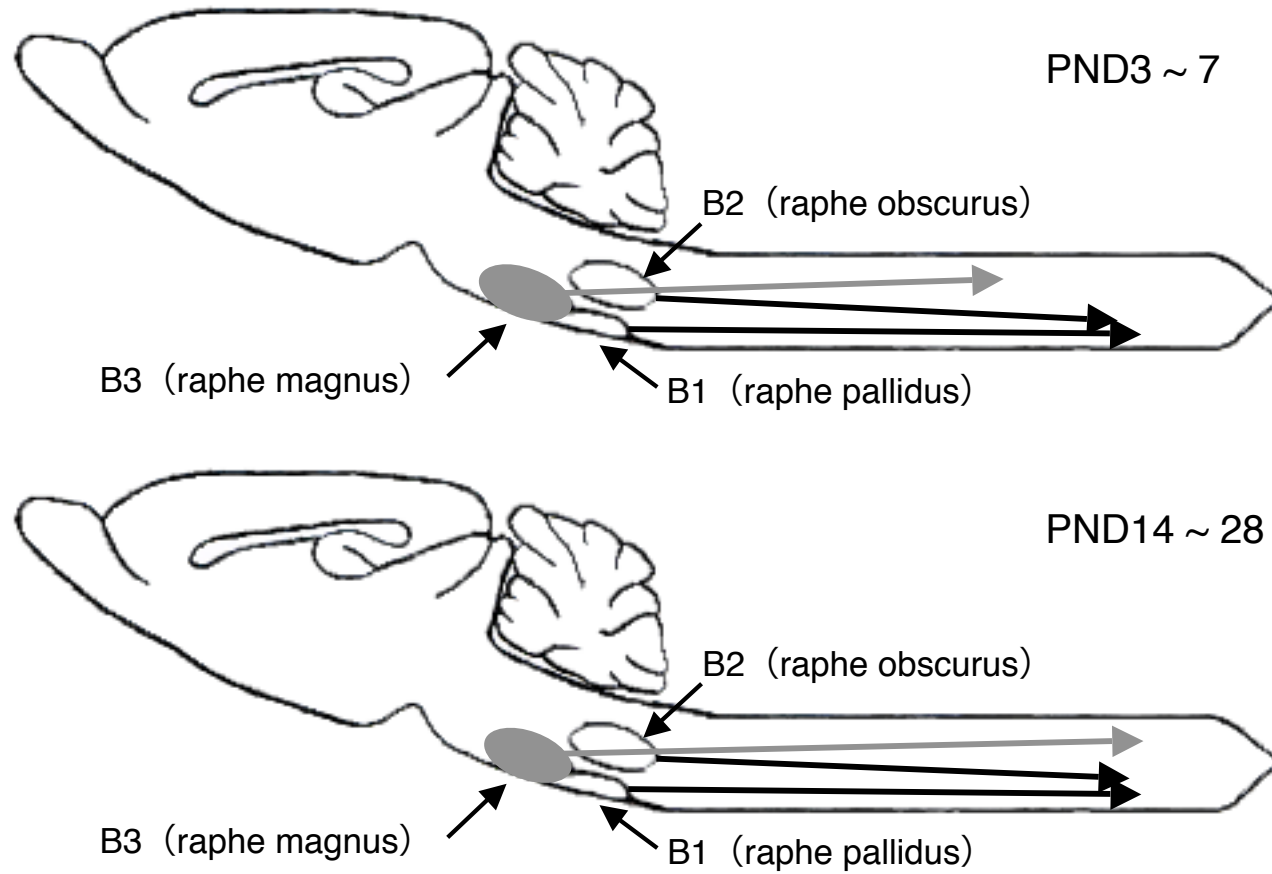 PND3 ~ 7
B2（raphe obscurus）
B3（raphe magnus）
B1（raphe pallidus）
PND14 ~ 28
B2（raphe obscurus）
B3（raphe magnus）
B1（raphe pallidus）